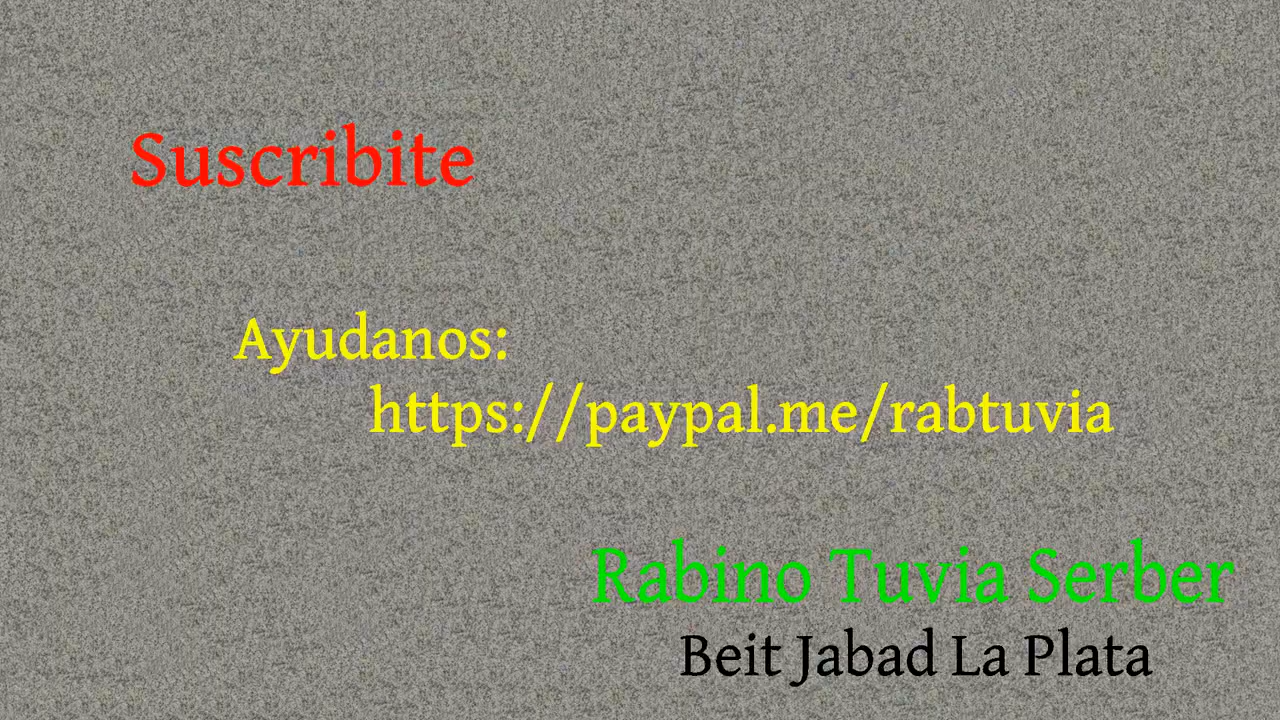 Suscribite
Ayudanos:
https://paypal.me/rabtuvia
Rabino Tuvia Serber
Beit Jabad La Plata